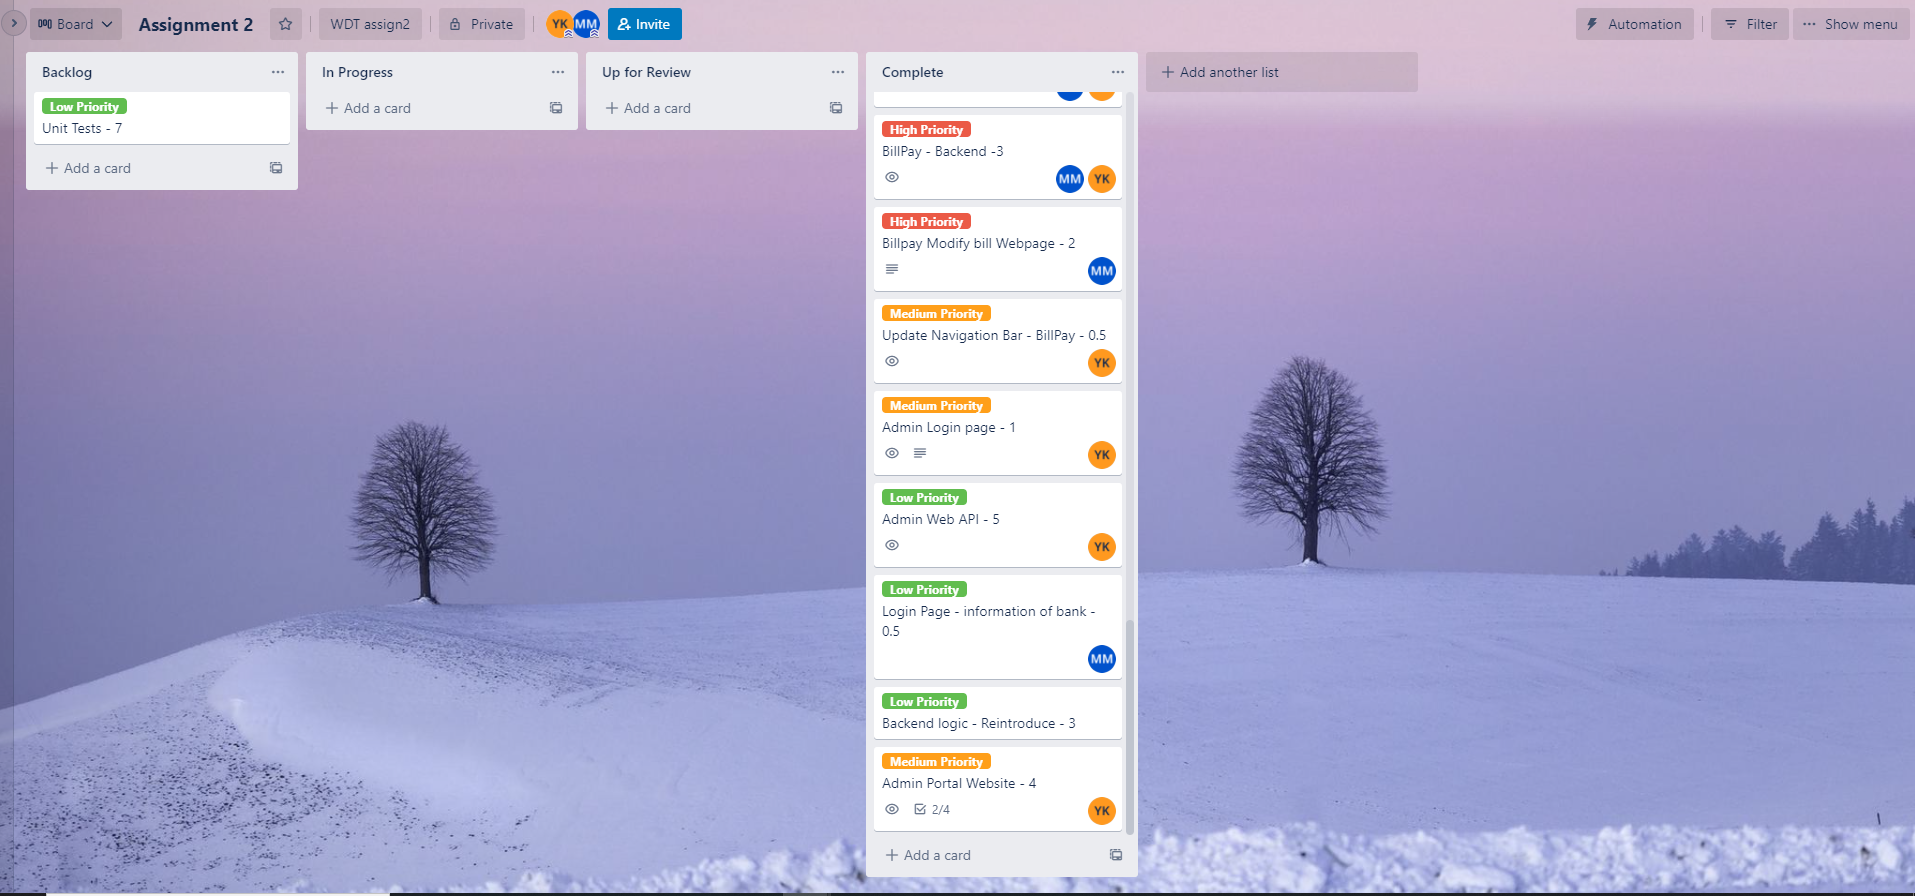 Board
Assignment 2
WDT assign2
Private
YK
MM
Invite
Automation
Filter
Show menu
Backlog
Low Priority
Unit Tests - 7
Add a card
In Progress
Add a card
Up for Review
Add a card
Complete
High Priority
BillPay - Backend -3
MM
YK
High Priority
Billpay Modify bill Webpage - 2
MM
Medium Priority
Update Navigation Bar - BillPay - 0.5
YK
Medium Priority
Admin Login page - 1
YK
Low Priority
Admin Web API - 5
YK
Low Priority
Login Page - information of bank -
0.5
MM
Low Priority
Backend logic - Reintroduce - 3
Medium Priority
Admin Portal Website - 4
2/4
YK
Add a card
Add another list